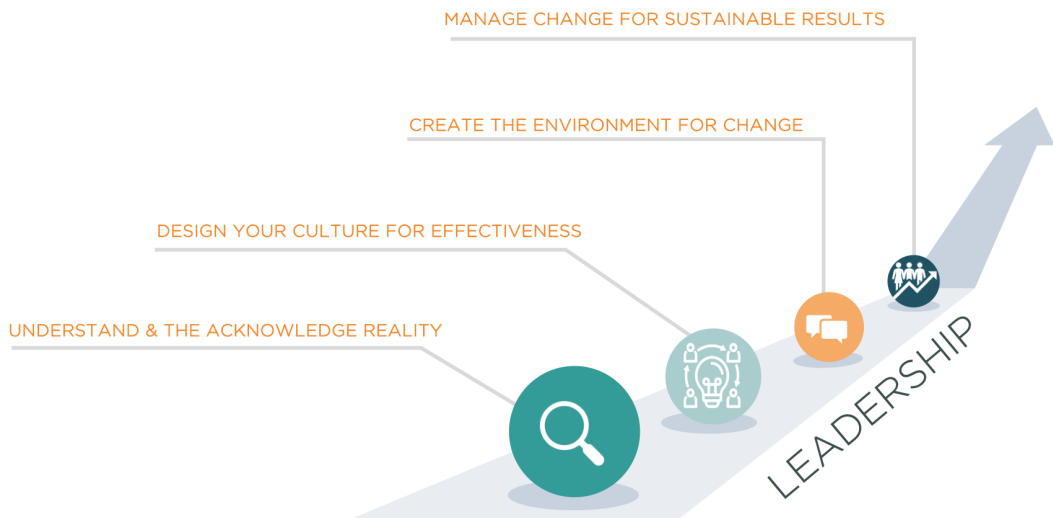 MANAGE CHANGE FOR SUSTAINABLE RESULTS
CREATE THE ENVIRONMENT FOR CHANGE
DESIGN YOUR CULTURE FOR EFFECTIVENESS
UNDERSTAND & THE ACKNOWLEDGE REALITY
LEADERSHIP